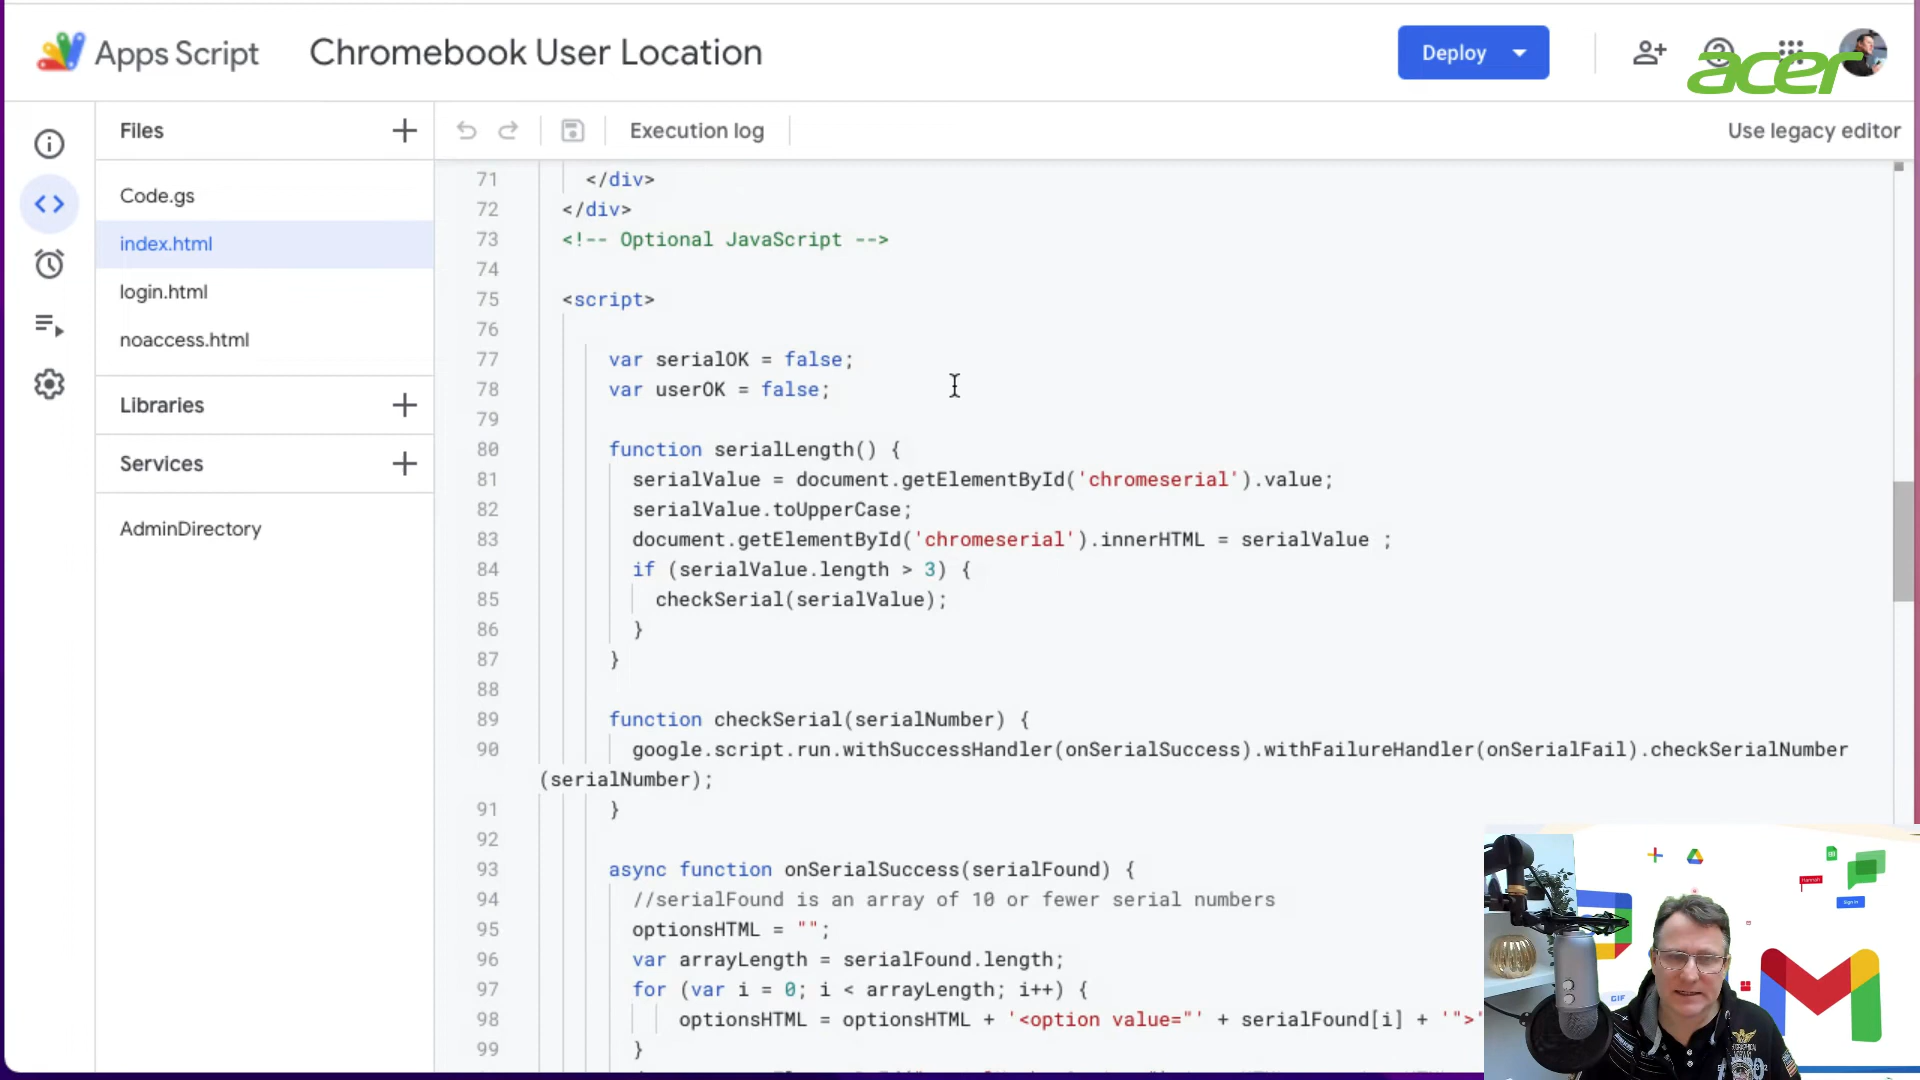 Apps Script
Chromebook User Location
Deploy
acer
Files
Execution log
Use legacy editor
Code.gs
index.html
login.html
noaccess.html
Libraries
Services
AdminDirectory
71 </div>
72 </div>
73 <!-- Optional JavaScript -->
74
75 <script>
76
77 var serialOK = false;
78 var userOK = false;
79
80 function serialLength() {
81 serialValue = document.getElementById('chromeserial').value;
82 serialValue.toUpperCase;
83 document.getElementById('chromeserial').innerHTML = serialValue ;
84 if (serialValue.length > 3) {
85 checkSerial(serialValue);
86 }
87 }
88
89 function checkSerial(serialNumber) {
90 google.script.run.withSuccessHandler(onSerialSuccess).withFailureHandler(onSerialFail).checkSerialNumber
(serialNumber);
91 }
92
93 async function onSerialSuccess(serialFound) {
94 //serialFound is an array of 10 or fewer serial numbers
95 optionsHTML = "";
96 var arrayLength = serialFound.length;
97 for (var i = 0; i < arrayLength; i++) {
98 optionsHTML = optionsHTML + '<option value="' + serialFound[i] + '">'
99 }
Sign in
GIF